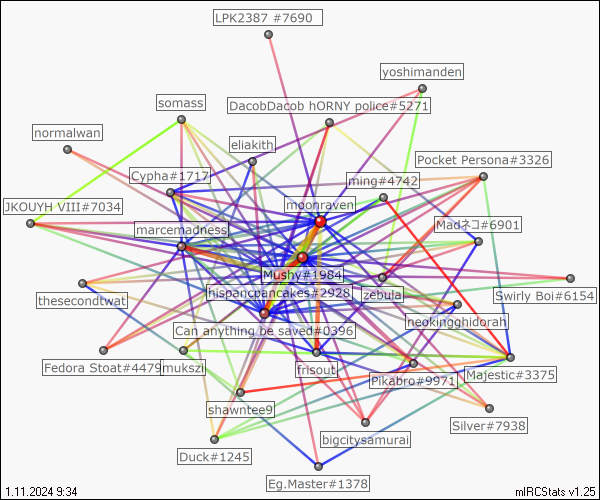 LPK2387 #7690
yoshimanden
somass
DacobDacob hORNY police#5271
normalwan
eliakith
Pocket Persona#3326
Cypha#1717
ming#4742
JKOUYH VIII#7034
moonraven
Madネコ#6901
marcemadness
Mushy#1984
thesecondtwat
hispancpancakes#2928
zebula
Swirly Boi#6154
neokingghidorah
Can anything be saved#0396
Fedora Stoat#4479
mukszi
frisout
Pikabro#9971
Majestic#3375
shawntee9
Silver#7938
bigcitysamurai
Duck#1245
Eg.Master#1378
1.11.2024 9:34
mIRCStats v1.25